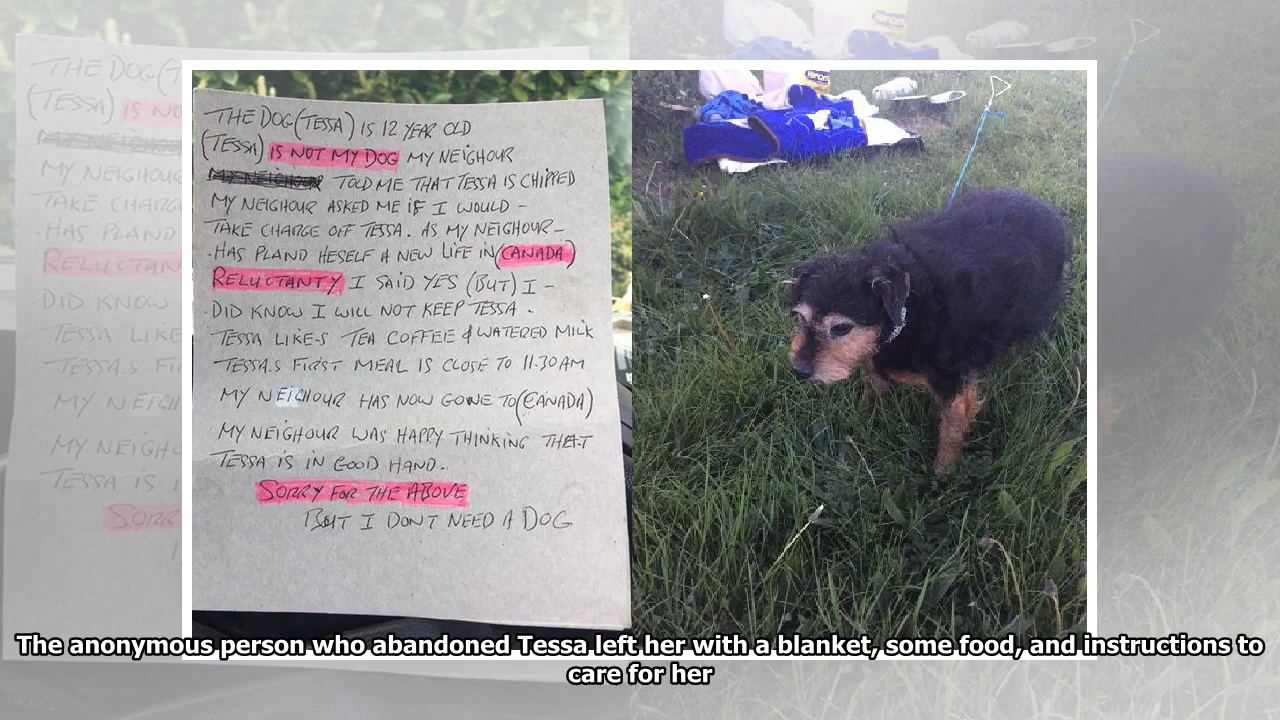 THE DOG (TESSA) IS 12 YEAR OLD
(TESSA) IS NOT MY DOG MY NEIGHOUR
MY NEIGHOUR TOLD ME THAT TESSA IS CHIPPED
MY NEIGHOUR ASKED ME IF I WOULD -
TAKE CHARGE OFF TESSA. AS MY NEIGHOUR -
- HAS PLAND HESELF A NEW LIFE IN (CANADA)
RELUCTANTY I SAID YES (BUT) I -
DID KNOW I WILL NOT KEEP TESSA.
TESSA LIKE-S TEA COFFEE & WATERED MILK
TESSA.S FIRST MEAL IS CLOSE TO 11.30 AM
MY NEIGHOUR HAS NOW GONE TO (CANADA)
MY NEIGHOUR WAS HAPPY THINKING THEAT
TESSA IS IN GOOD HAND.
SORRY FOR THE ABOVE
BUT I DONT NEED A DOG
The anonymous person who abandoned Tessa left her with a blanket, some food, and instructions to
care for her